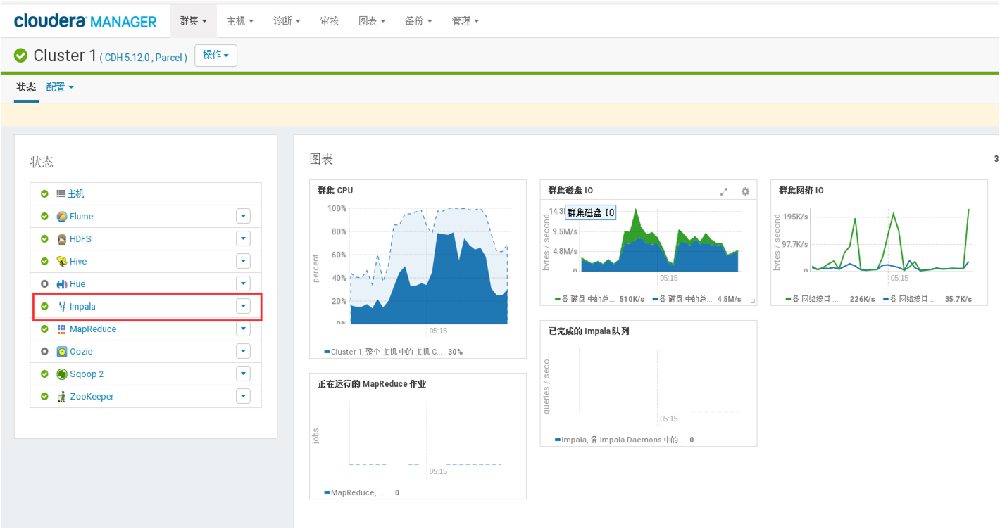 cloudera MANAGER 群集 主机 诊断 审核 图表 备份 管理
Cluster 1 ( CDH 5.12.0 , Parcel ) 操作
状态 配置
状态
主机
Flume
HDFS
Hive
Hue
Impala
MapReduce
Oozie
Sqoop 2
ZooKeeper
图表
3
群集 CPU
percent
100%
80%
60%
40%
20%
0%
05:15
Cluster 1, 整个 主机 中的 主机 C... 30%
群集磁盘 IO
群集磁盘 IO
bytes / second
9.5M/s
4.8M/s
0
05:15
各 磁盘 中的总... 510K/s 各 磁盘 中的总... 4.5M/s
群集网络 IO
bytes / second
195K/s
97.7K/s
0
05:15
各 网络接口 ... 226K/s 各 网络接口 ... 35.7K/s
正在运行的 MapReduce 作业
jobs
05:15
MapReduce, ... 0
已完成的 Impala 队列
queries / seco...
05:15
Impala, 各 Impala Daemons 中的... 0